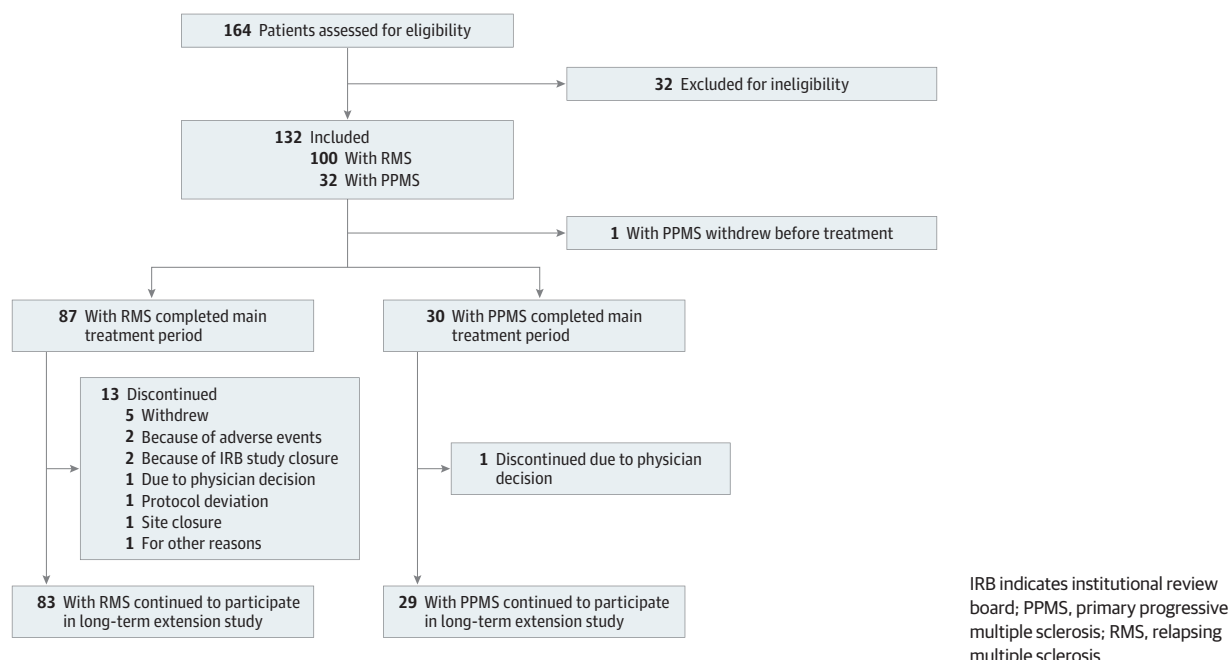 164 Patients assessed for eligibility
32 Excluded for ineligibility
132 Included
100 With RMS
32 With PPMS
1 With PPMS withdrew before treatment
87 With RMS completed main
treatment period
30 With PPMS completed main
treatment period
13 Discontinued
5 Withdrew
2 Because of adverse events
2 Because of IRB study closure
1 Due to physician decision
1 Protocol deviation
1 Site closure
1 For other reasons
1 Discontinued due to physician
decision
83 With RMS continued to participate
in long-term extension study
29 With PPMS continued to participate
in long-term extension study
IRB indicates institutional review
board; PPMS, primary progressive
multiple sclerosis; RMS, relapsing
multiple sclerosis